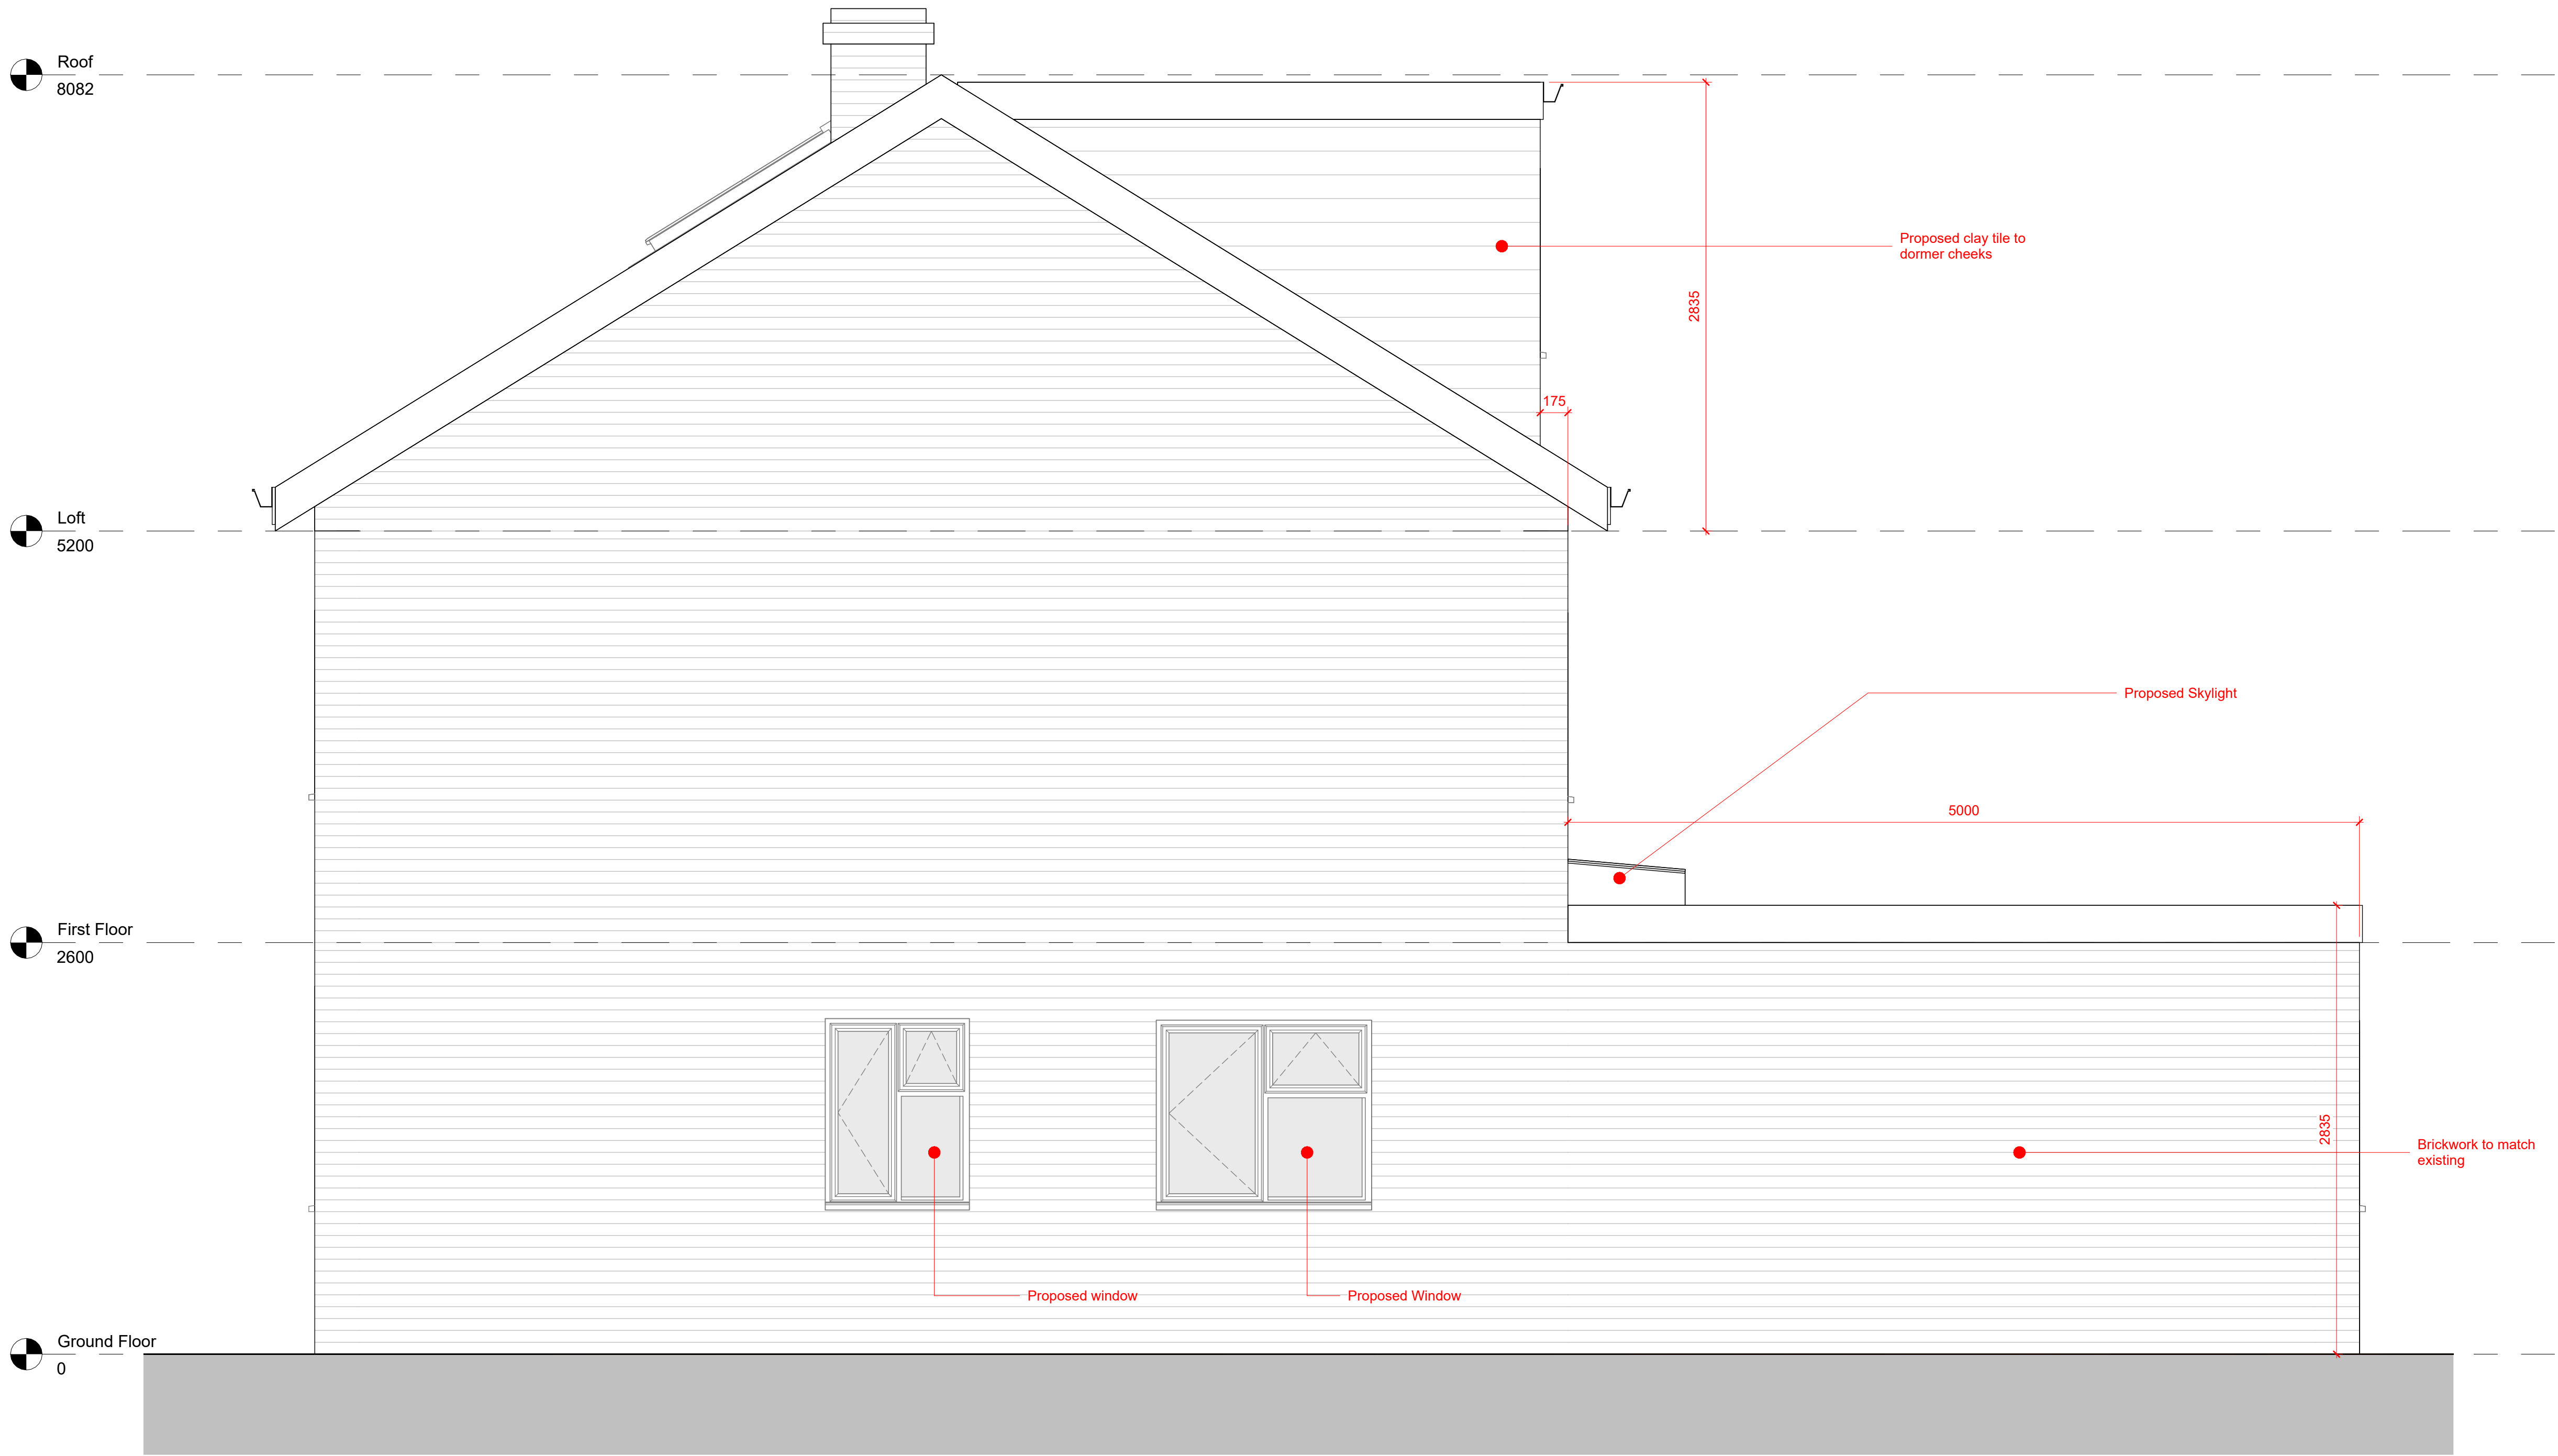 Roof
8082
Proposed clay tile to
dormer cheeks
2835
175
Loft
5200
Proposed Skylight
5000
First Floor
2600
2835
Brickwork to match
existing
Proposed window
Proposed Window
Ground Floor
0